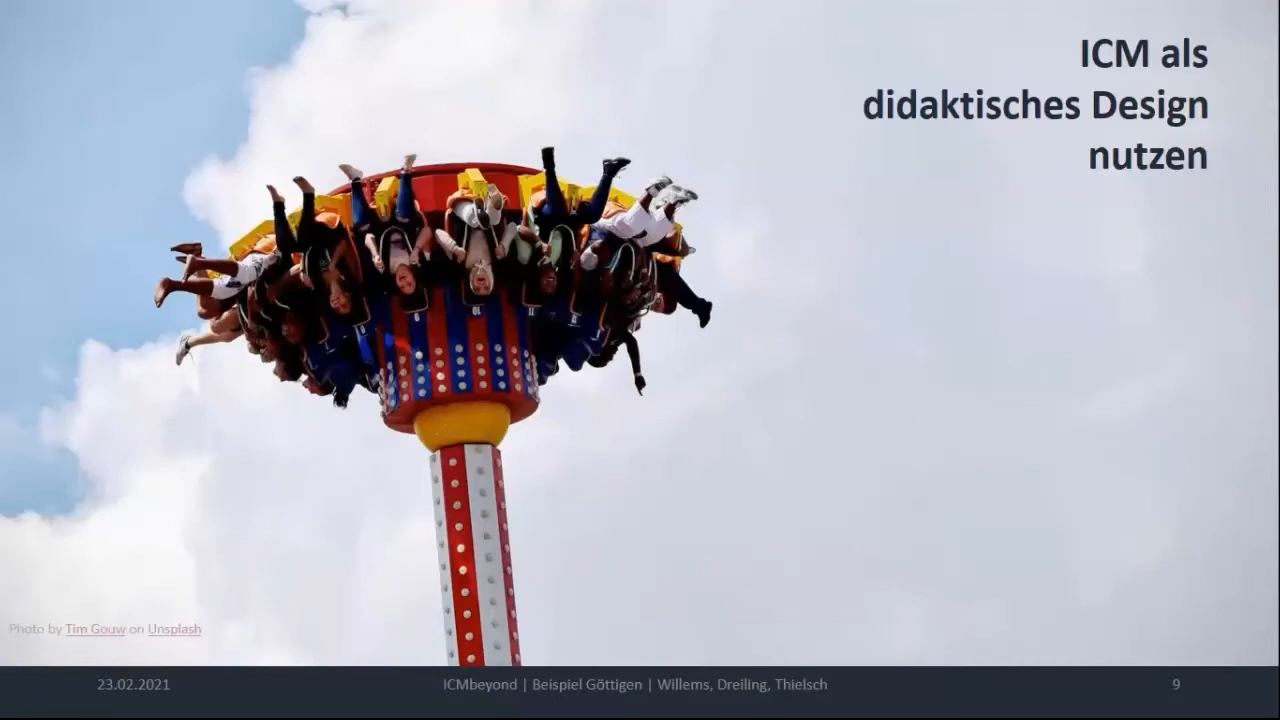 ICM als
didaktisches Design
nutzen
Photo by Tim Gouw on Unsplash
23.02.2021
ICMbeyond | Beispiel Göttigen | Willems, Dreiling, Thielsch
9